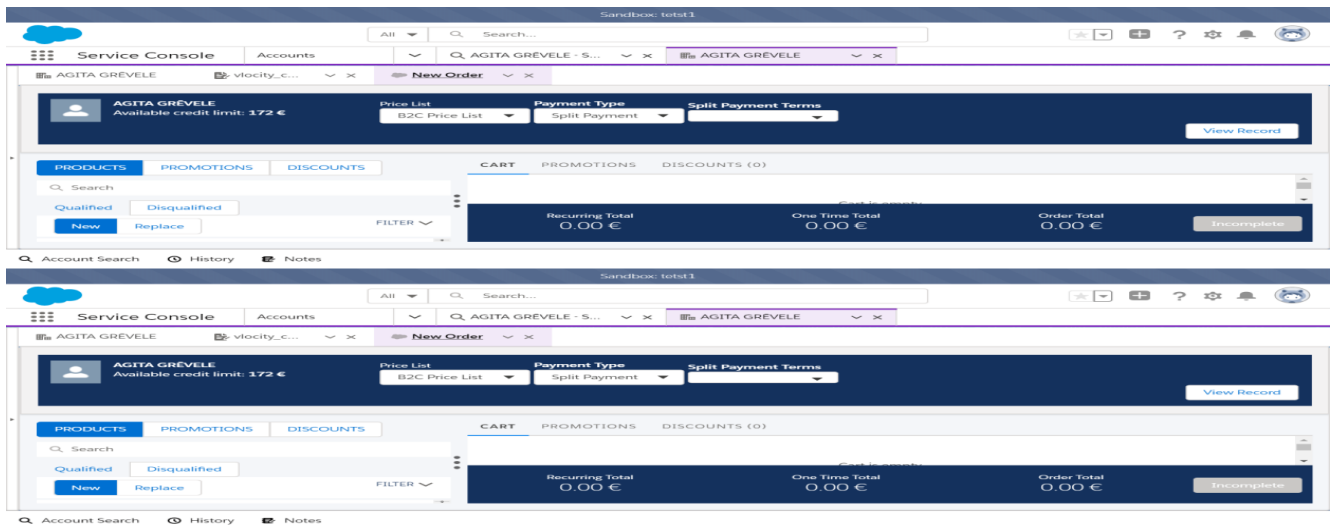 Sandbox: totst1
All Search...
Service Console Accounts AGITA GRĒVELE - S... AGITA GRĒVELE
AGITA GRĒVELE vlocity_c... New Order
AGITA GRĒVELE Price List Payment Type Split Payment Terms
Available credit limit: 172 € B2C Price List Split Payment
View Record
PRODUCTS PROMOTIONS DISCOUNTS CART PROMOTIONS DISCOUNTS (0)
Search
Cart is empty
Qualified Disqualified
Recurring Total One Time Total Order Total
New Replace FILTER 0.00 € 0.00 € 0.00 € Incomplete
Account Search History Notes
Sandbox: totst1
All Search...
Service Console Accounts AGITA GRĒVELE - S... AGITA GRĒVELE
AGITA GRĒVELE vlocity_c... New Order
AGITA GRĒVELE Price List Payment Type Split Payment Terms
Available credit limit: 172 € B2C Price List Split Payment
View Record
PRODUCTS PROMOTIONS DISCOUNTS CART PROMOTIONS DISCOUNTS (0)
Search
Cart is empty
Qualified Disqualified
Recurring Total One Time Total Order Total
New Replace FILTER 0.00 € 0.00 € 0.00 € Incomplete
Account Search History Notes